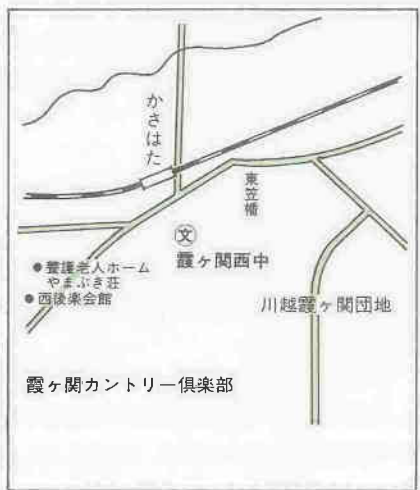 かさはた
東笠幡
文
霞ヶ関西中
●養護老人ホーム
やまぶき荘
●西後楽会館
川越霞ヶ関団地
霞ヶ関カントリー倶楽部